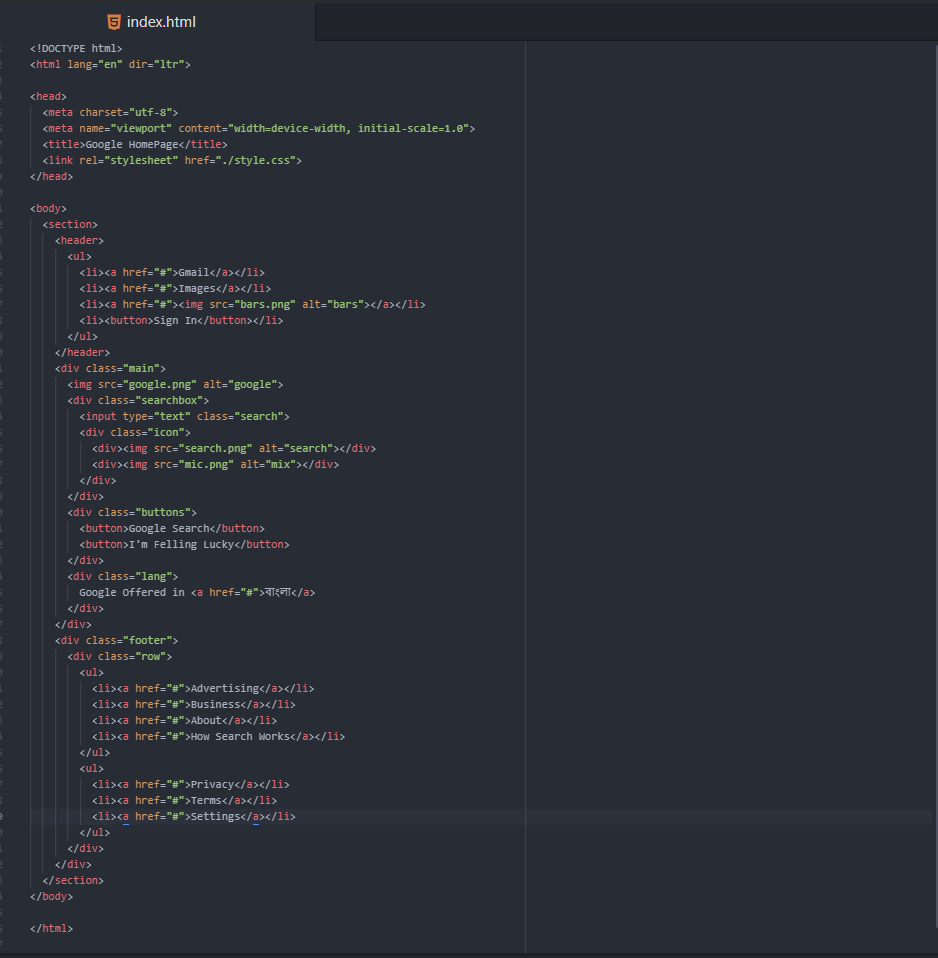 index.html
<!DOCTYPE html>
<html lang="en" dir="ltr">
<head>
<meta charset="utf-8">
<meta name="viewport" content="width=device-width, initial-scale=1.0">
<title>Google HomePage</title>
<link rel="stylesheet" href="./style.css">
</head>
<body>
<section>
<header>
<ul>
<li><a href="#">Gmail</a></li>
<li><a href="#">Images</a></li>
<li><a href="#"><img src="bars.png" alt="bars"></a></li>
<li><button>Sign In</button></li>
</ul>
</header>
<div class="main">
<img src="google.png" alt="google">
<div class="searchbox">
<input type="text" class="search">
<div class="icon">
<div><img src="search.png" alt="search"></div>
<div><img src="mic.png" alt="mix"></div>
</div>
</div>
<div class="buttons">
<button>Google Search</button>
<button>I'm Felling Lucky</button>
</div>
<div class="lang">
Google Offered in <a href="#">বাংলা</a>
</div>
</div>
<div class="footer">
<div class="row">
<ul>
<li><a href="#">Advertising</a></li>
<li><a href="#">Business</a></li>
<li><a href="#">About</a></li>
<li><a href="#">How Search Works</a></li>
</ul>
<ul>
<li><a href="#">Privacy</a></li>
<li><a href="#">Terms</a></li>
<li><a href="#">Settings</a></li>
</ul>
</div>
</div>
</section>
</body>
</html>